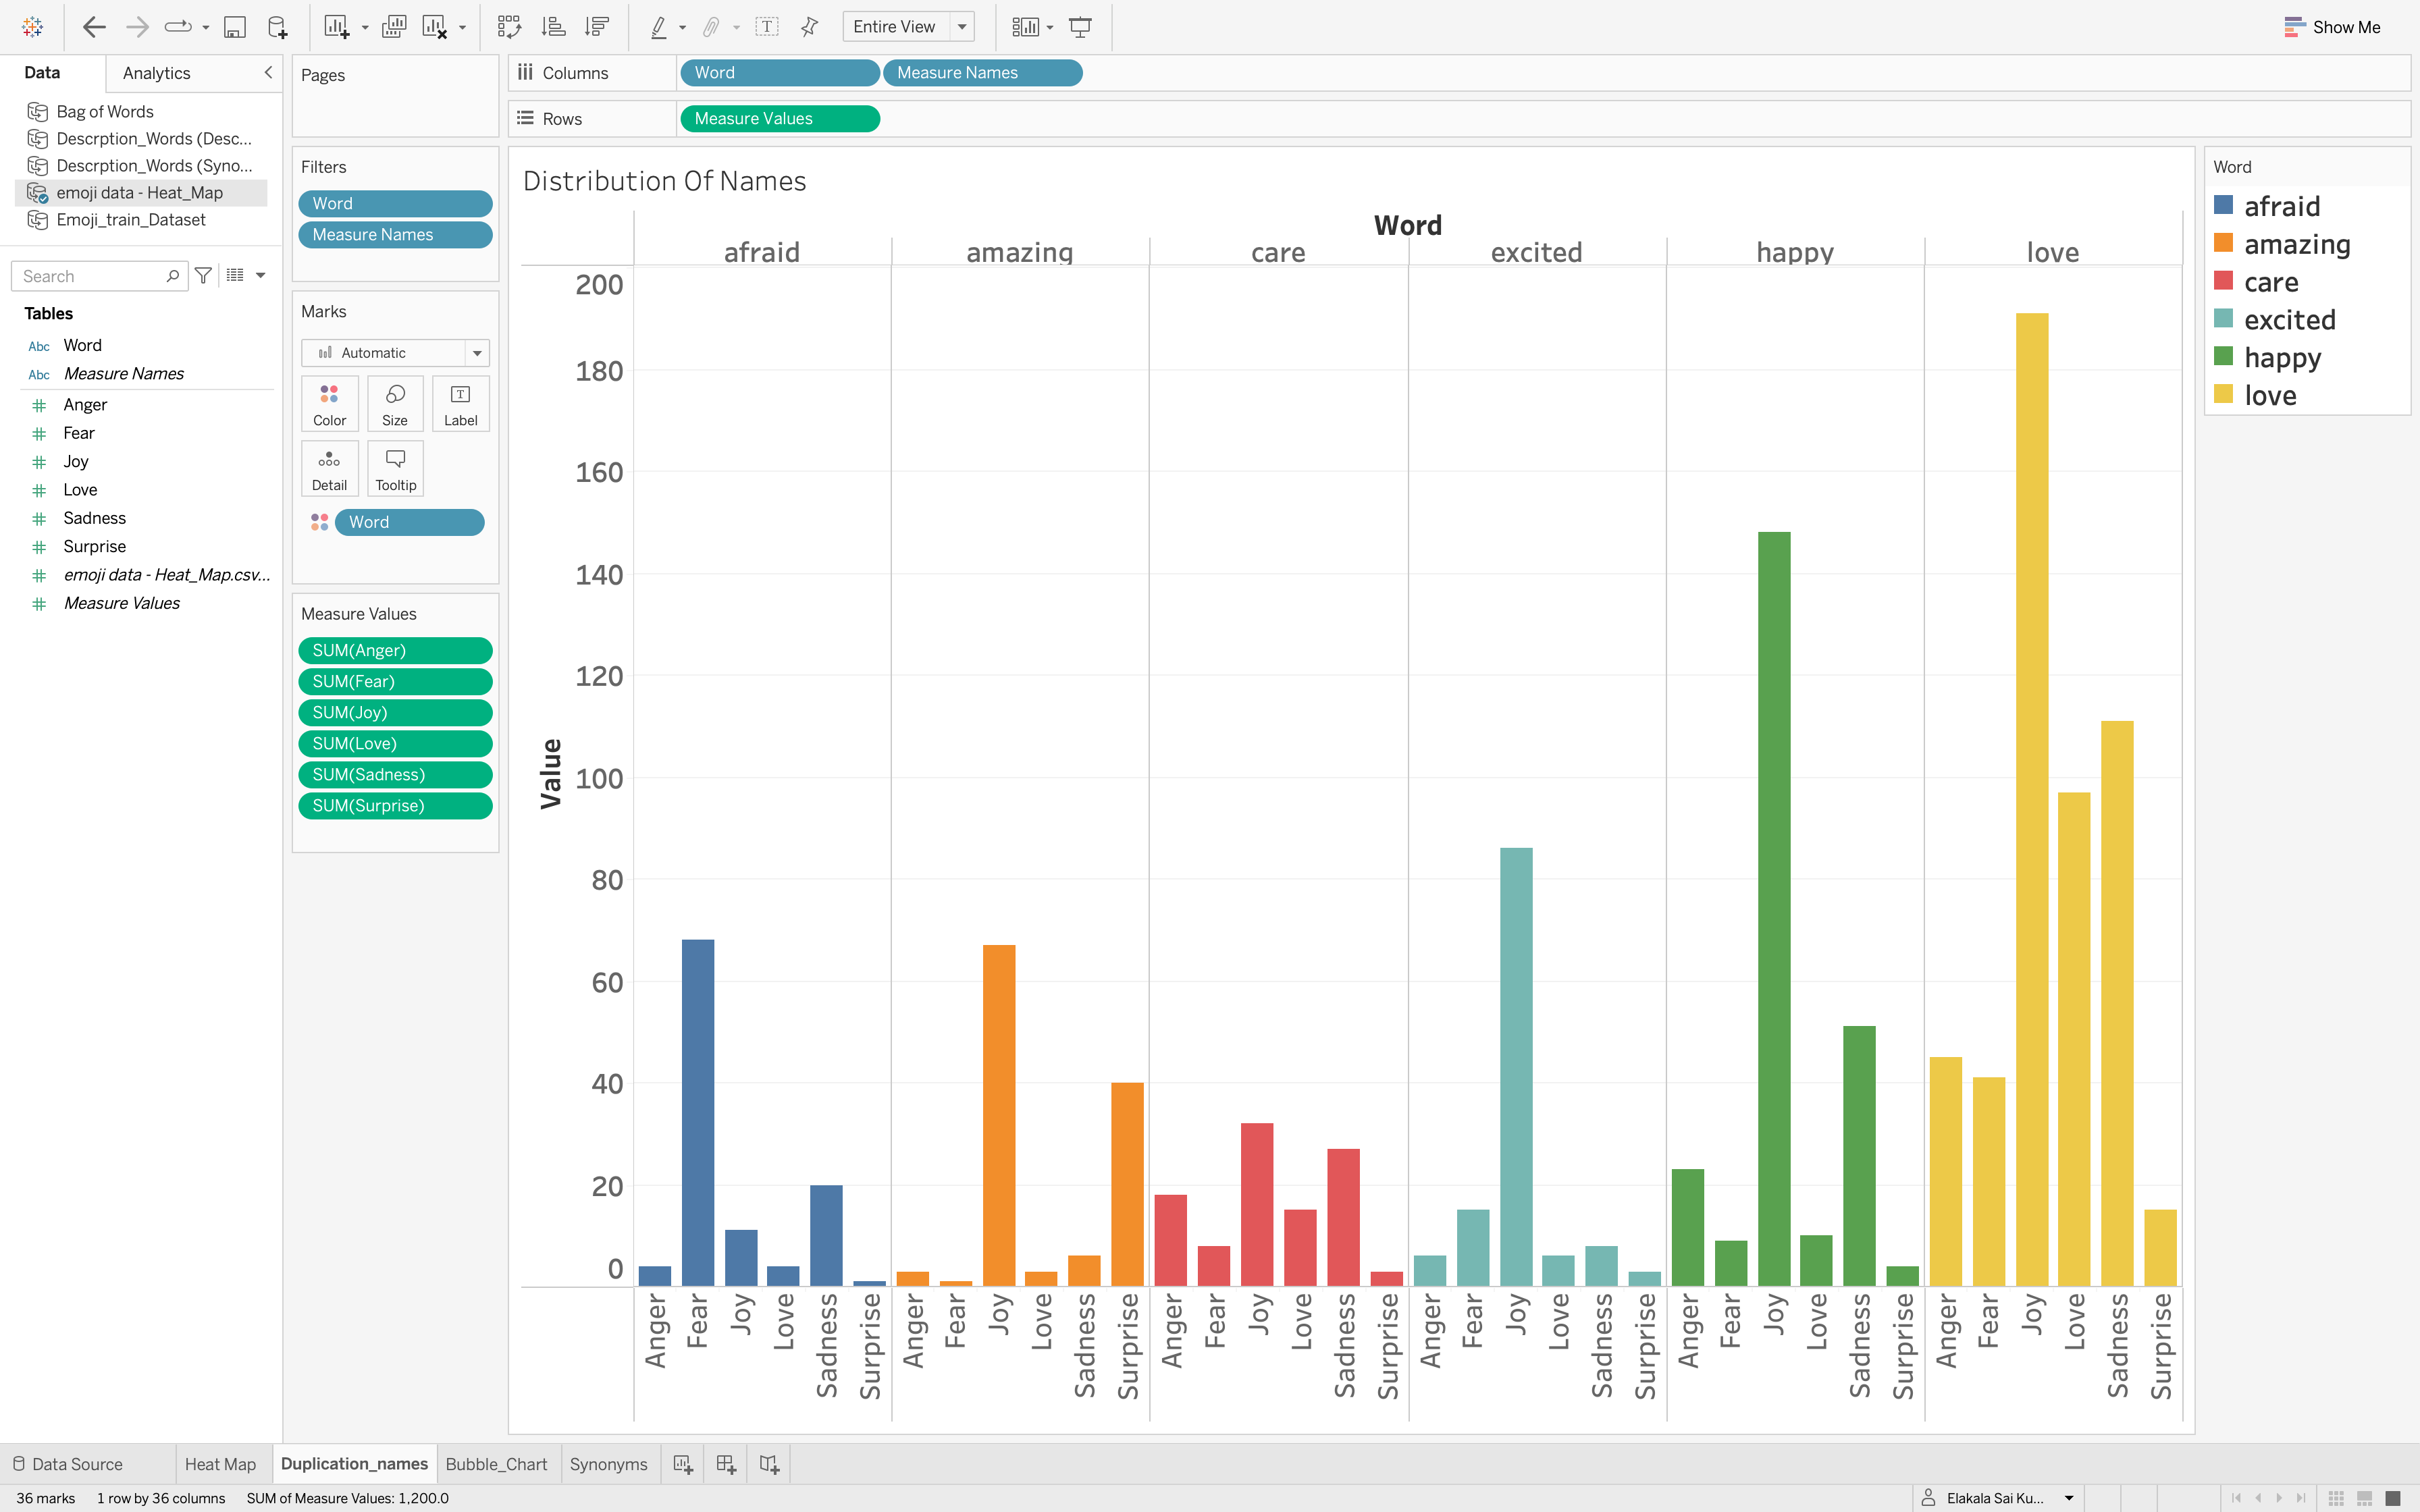 Entire View
Show Me
Data
Analytics
Bag of Words
Descrption_Words (Desc...
Descrption_Words (Syno...
emoji data - Heat_Map
Emoji_train_Dataset
Search
Tables
Abc Word
Abc Measure Names
Anger
Fear
Joy
Love
Sadness
Surprise
emoji data - Heat_Map.csv...
Measure Values
Pages
Filters
Word
Measure Names
Marks
Automatic
Color Size Label
Detail Tooltip
Word
Measure Values
SUM(Anger)
SUM(Fear)
SUM(Joy)
SUM(Love)
SUM(Sadness)
SUM(Surprise)
Columns Word Measure Names
Rows Measure Values
Distribution Of Names
Word
afraid amazing care excited happy love
200
180
160
140
120
100
80
60
40
20
0
Value
Anger Fear Joy Love Sadness Surprise Anger Fear Joy Love Sadness Surprise Anger Fear Joy Love Sadness Surprise Anger Fear Joy Love Sadness Surprise Anger Fear Joy Love Sadness Surprise Anger Fear Joy Love Sadness Surprise
Word
afraid
amazing
care
excited
happy
love
Data Source Heat Map Duplication_names Bubble_Chart Synonyms
36 marks 1 row by 36 columns SUM of Measure Values: 1,200.0 Elakala Sai Ku...